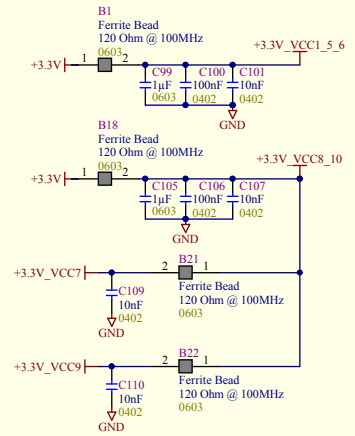 B1
Ferrite Bead
120 Ohm @ 100MHz
0603
+3.3V 1 2 +3.3V_VCC1_5_6
C99 C100 C101
1µF 100nF 10nF
0603 0402 0402
GND
B18
Ferrite Bead
120 Ohm @ 100MHz
0603
+3.3V 1 2 +3.3V_VCC8_10
C105 C106 C107
1µF 100nF 10nF
0603 0402 0402
GND
+3.3V_VCC7 2 B21 1
C109
10nF
0402
GND
Ferrite Bead
120 Ohm @ 100MHz
0603
+3.3V_VCC9 2 B22 1
C110
10nF
0402
GND
Ferrite Bead
120 Ohm @ 100MHz
0603